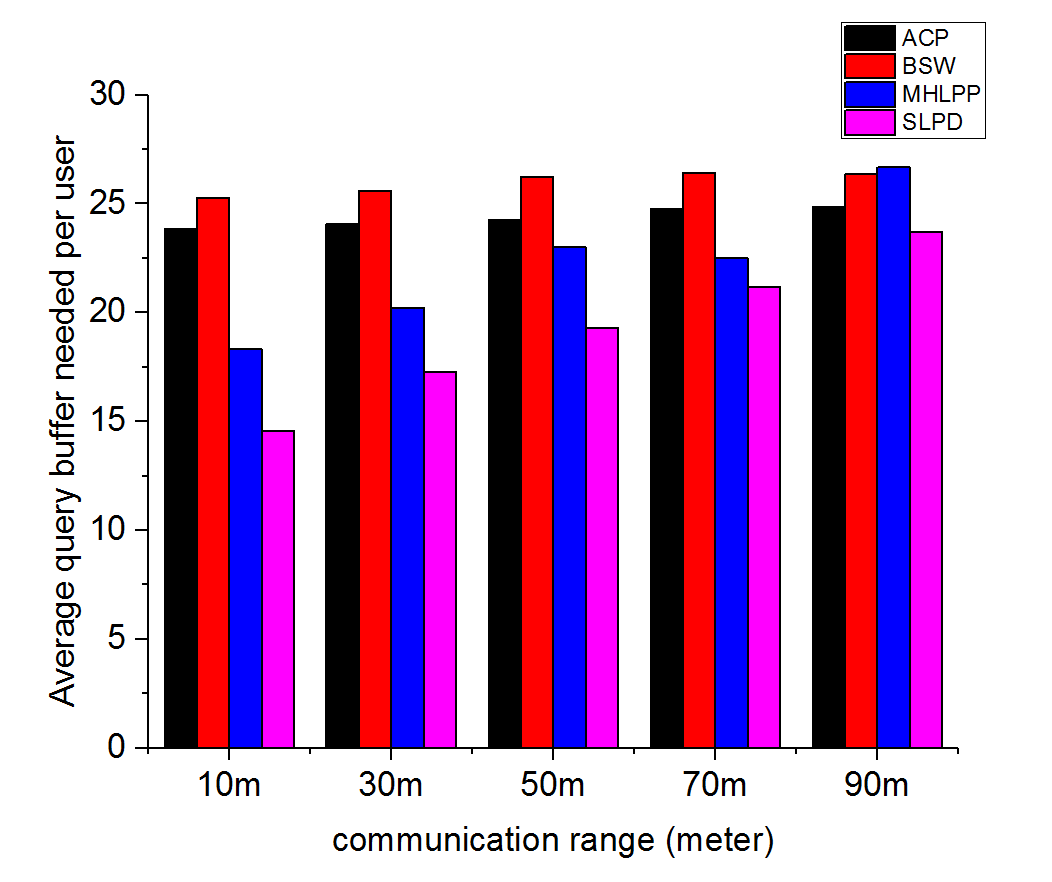 ACP
BSW
MHLPP
SLPD
Average query buffer needed per user
30
25
20
15
10
5
0
10m 30m 50m 70m 90m
communication range (meter)